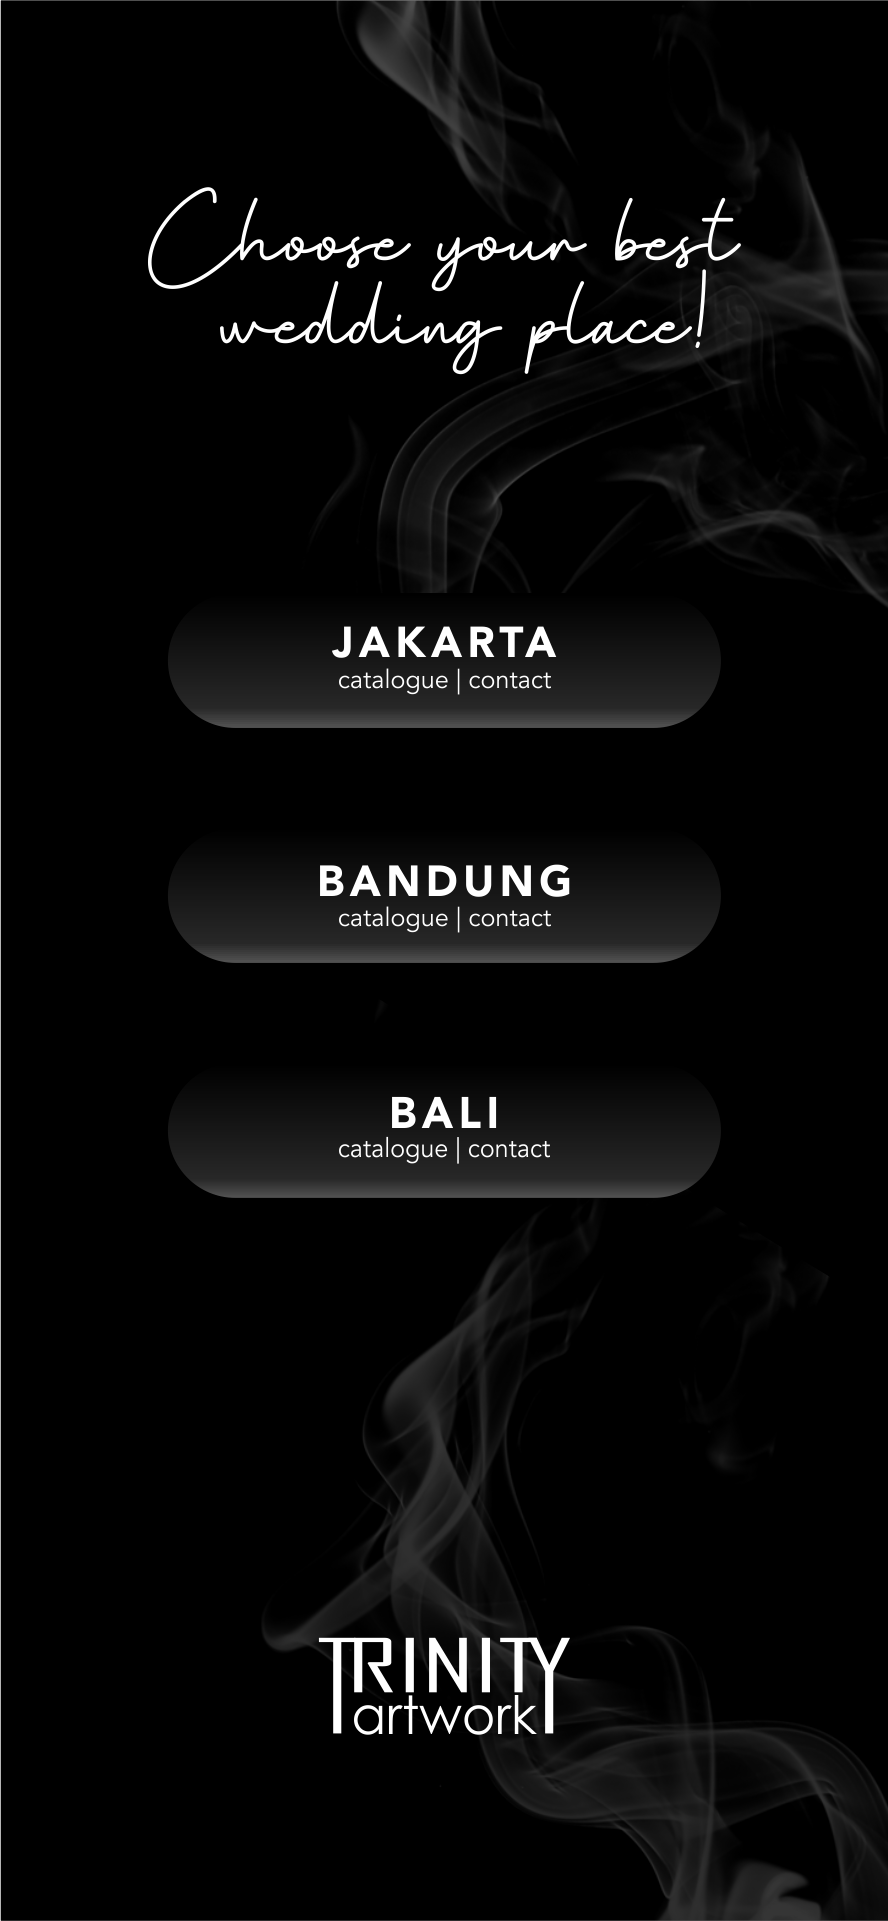 Choose your best
wedding place!
JAKARTA
catalogue | contact
BANDUNG
catalogue | contact
BALI
catalogue | contact
TRINITY
artwork